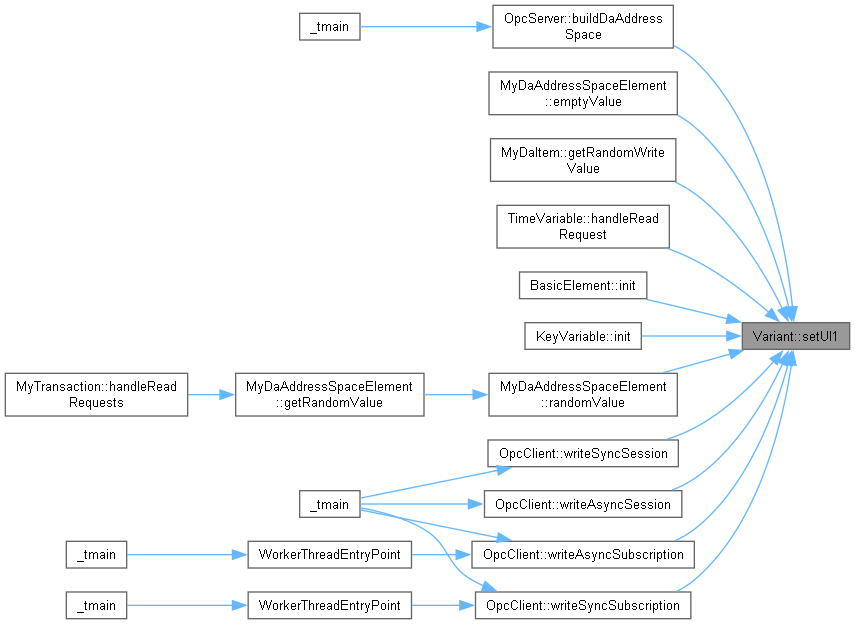 _tmain
OpcServer::buildDaAddress
Space
MyDaAddressSpaceElement
::emptyValue
MyDaItem::getRandomWrite
Value
TimeVariable::handleRead
Request
BasicElement::init
Variant::setUI1
KeyVariable::init
MyTransaction::handleRead
Requests
MyDaAddressSpaceElement
::getRandomValue
MyDaAddressSpaceElement
::randomValue
OpcClient::writeSyncSession
_tmain
OpcClient::writeAsyncSession
_tmain
WorkerThreadEntryPoint
OpcClient::writeAsyncSubscription
_tmain
WorkerThreadEntryPoint
OpcClient::writeSyncSubscription